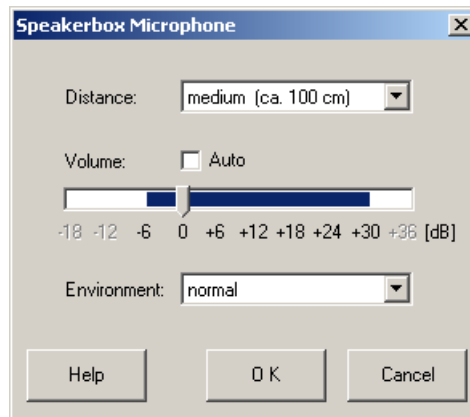 Speakerbox Microphone
Distance: medium (ca. 100 cm)
Volume: Auto
-18 -12 -6 0 +6 +12 +18 +24 +30 +36 [dB]
Environment: normal
Help O K Cancel